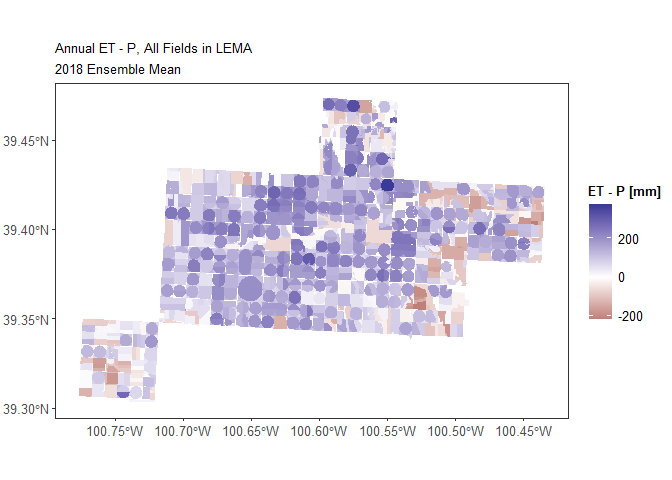 Annual ET - P, All Fields in LEMA
2018 Ensemble Mean
39.45°N
39.40°N
39.35°N
39.30°N
100.75°W 100.70°W 100.65°W 100.60°W 100.55°W 100.50°W 100.45°W
ET - P [mm]
200
0
-200